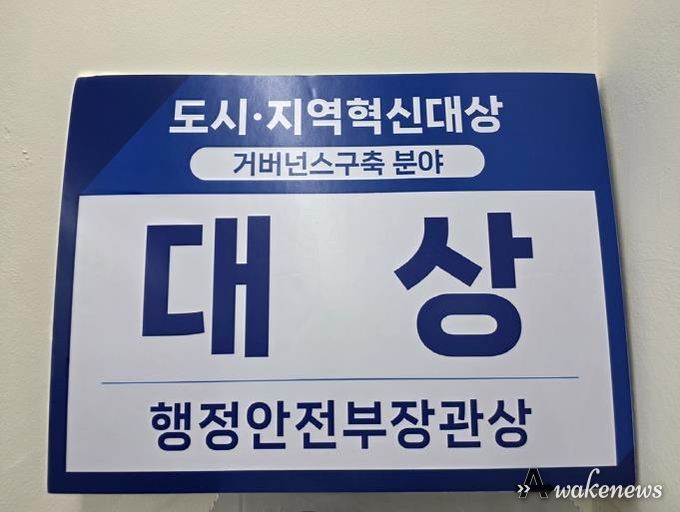 도시·지역혁신대상
거버넌스구축 분야
대 상
행정안전부장관상
Awakenews